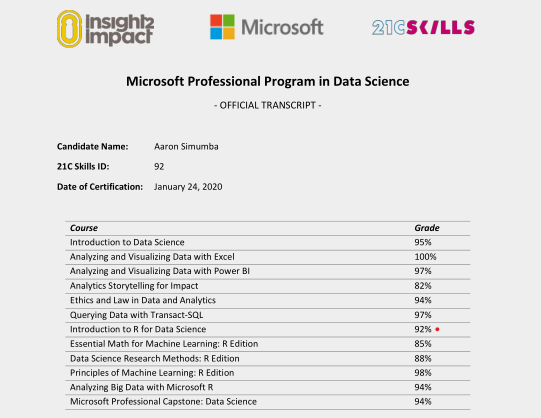 Insight2 Impact
Microsoft
21C SKILLS
Microsoft Professional Program in Data Science
- OFFICIAL TRANSCRIPT -
Candidate Name: Aaron Simumba
21C Skills ID: 92
Date of Certification: January 24, 2020
Course Grade
Introduction to Data Science 95%
Analyzing and Visualizing Data with Excel 100%
Analyzing and Visualizing Data with Power BI 97%
Analytics Storytelling for Impact 82%
Ethics and Law in Data and Analytics 94%
Querying Data with Transact-SQL 97%
Introduction to R for Data Science 92%
Essential Math for Machine Learning: R Edition 85%
Data Science Research Methods: R Edition 88%
Principles of Machine Learning: R Edition 98%
Analyzing Big Data with Microsoft R 94%
Microsoft Professional Capstone: Data Science 94%